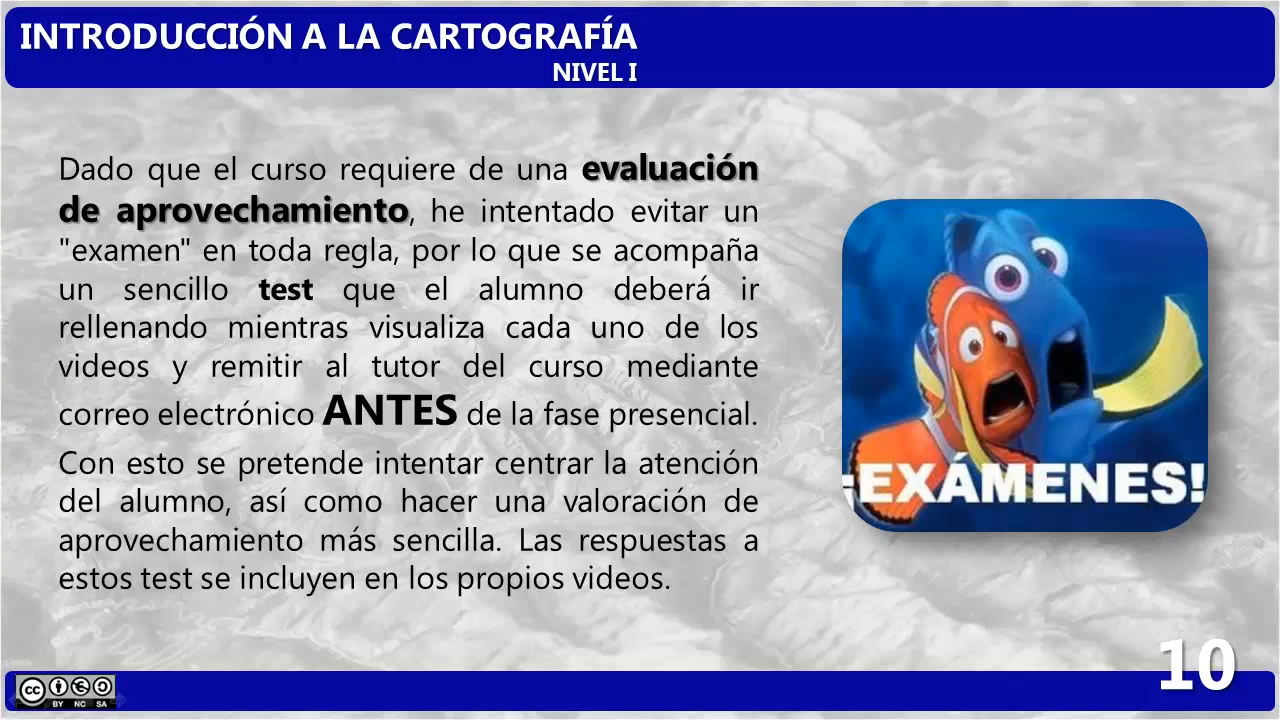 INTRODUCCIÓN A LA CARTOGRAFÍA
NIVEL I
Dado que el curso requiere de una evaluación
de aprovechamiento, he intentado evitar un
"examen" en toda regla, por lo que se acompaña
un sencillo test que el alumno deberá ir
rellenando mientras visualiza cada uno de los
videos y remitir al tutor del curso mediante
correo electrónico ANTES de la fase presencial.
Con esto se pretende intentar centrar la atención
del alumno, así como hacer una valoración de
aprovechamiento más sencilla. Las respuestas a
estos test se incluyen en los propios videos.
¡EXÁMENES!
10
cc
BY NC SA